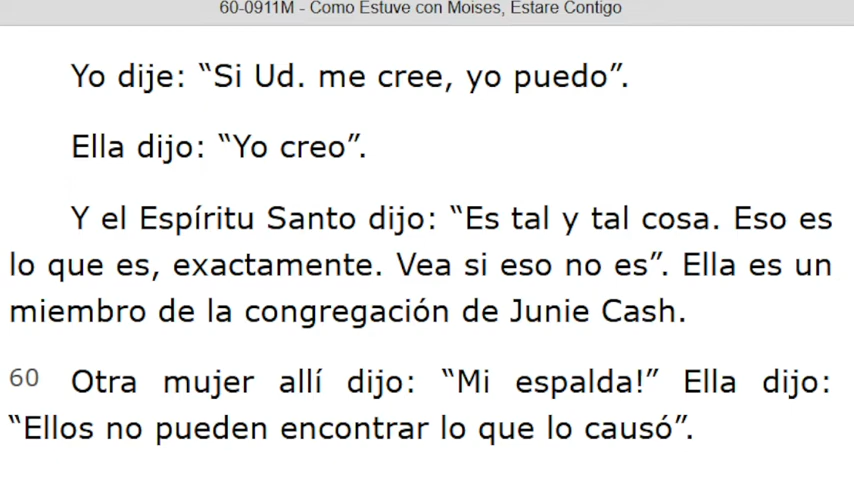 60-0911M - Como Estuve con Moises, Estare Contigo
Yo dije: “Si Ud. me cree, yo puedo”.
Ella dijo: “Yo creo”.
Y el Espíritu Santo dijo: “Es tal y tal cosa. Eso es
lo que es, exactamente. Vea si eso no es”. Ella es un
miembro de la congregación de Junie Cash.
60 Otra mujer allí dijo: “Mi espalda!” Ella dijo:
“Ellos no pueden encontrar lo que lo causó”.